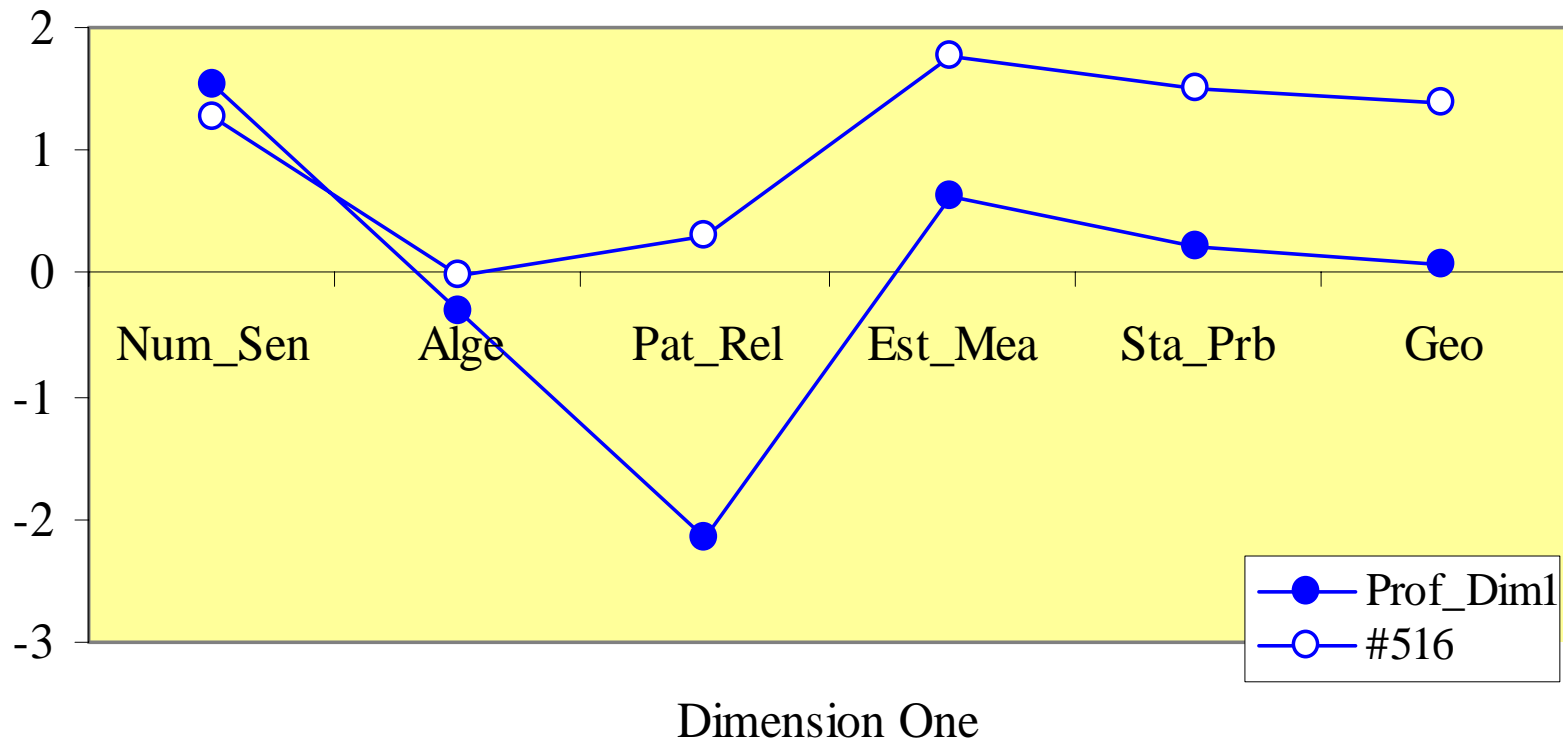 2
1
0
Num_Sen Alge Pat_Rel Est_Mea Sta_Prb Geo
-1
-2
-3
Prof_Dim1
#516
Dimension One